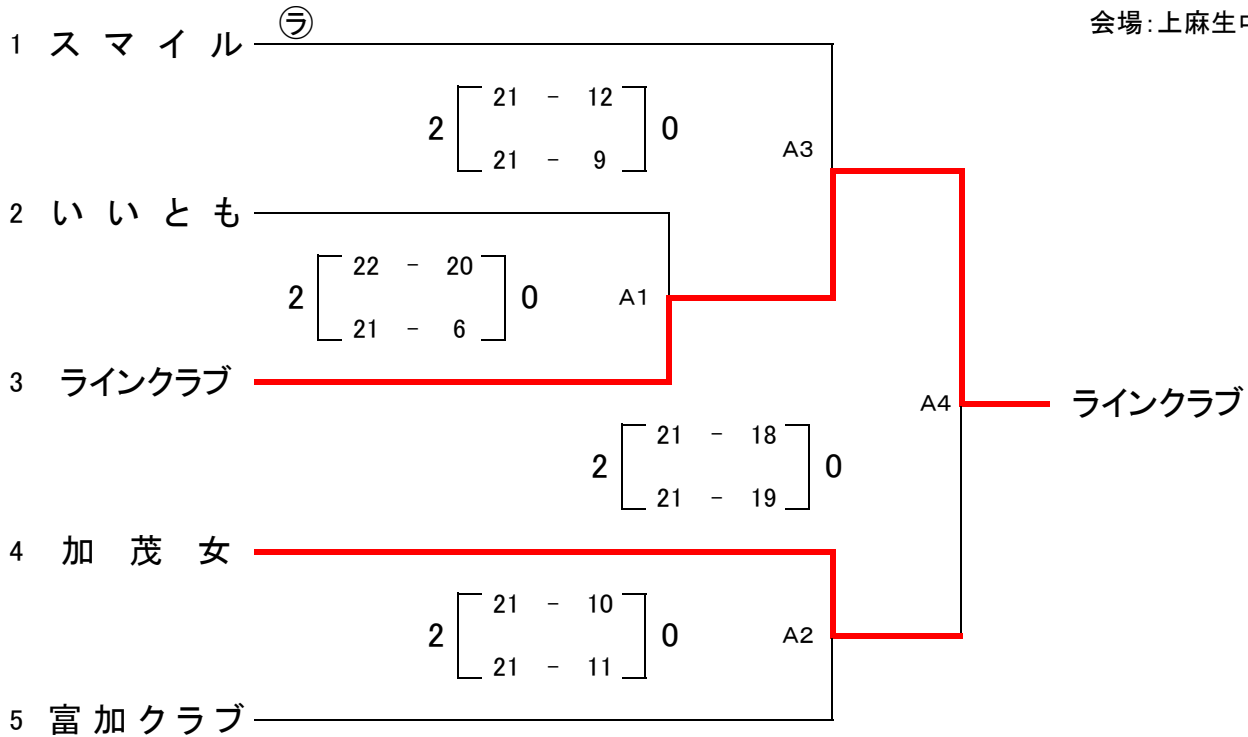 ㋶ 会場：上麻生
1 スマイル
21 - 12
2 0
21 - 9
A3
2 いいとも
22 - 20
2 0 A1
21 - 6
3 ラインクラブ
A4 ラインクラブ
21 - 18
2 0
21 - 19
4 加茂女
21 - 10
2 0 A2
21 - 11
5 富加クラブ